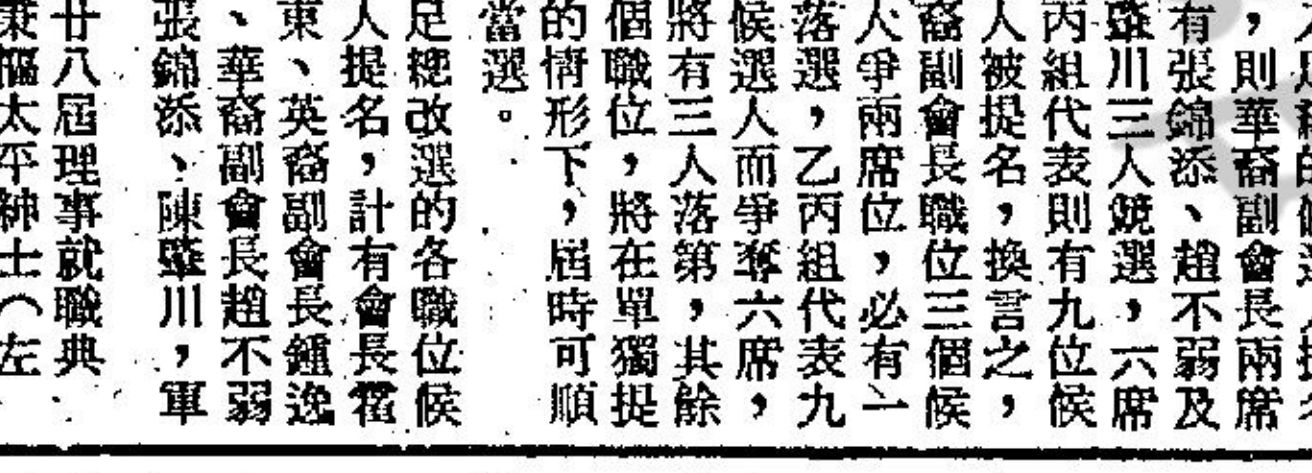 ，則華裔副會長兩席
有張錦添、趙不弱及
肇川三人競選，六席
丙組代表則有九位候
人被提名，換言之，
裔副會長職位三個候
人爭兩席位，必有一
落選，乙丙組代表九
候選人而爭奪六席，
將有三人落第，其餘
個職位，將在單獨提
的情形下，屆時可順
當選。
足總改選的各職位候
人提名，計有會長霍
東、英裔副會長鍾逸
、華裔副會長趙不弱
張錦添、陳肇川，軍
廿八屆理事就職典
秉樞太平紳士（左